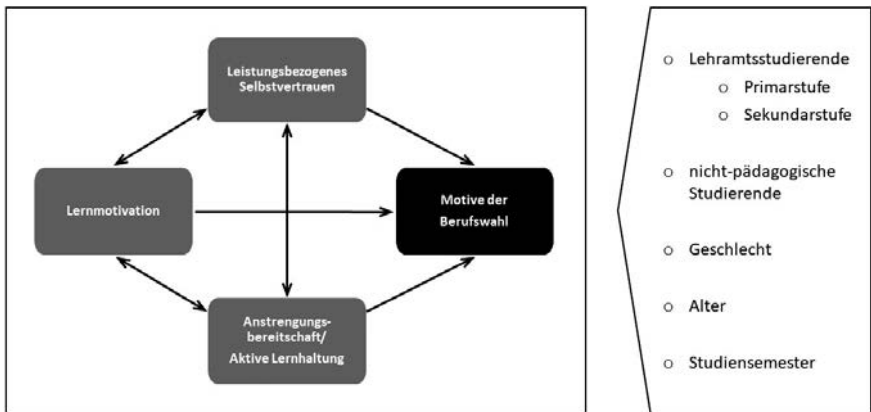 Leistungsbezogenes
Selbstvertrauen
Lernmotivation
Motive der
Berufswahl
Anstrengungs-
bereitschaft/
Aktive Lernhaltung
o Lehramtsstudierende
o Primarstufe
o Sekundarstufe
o nicht-pädagogische
Studierende
o Geschlecht
o Alter
o Studiensemester